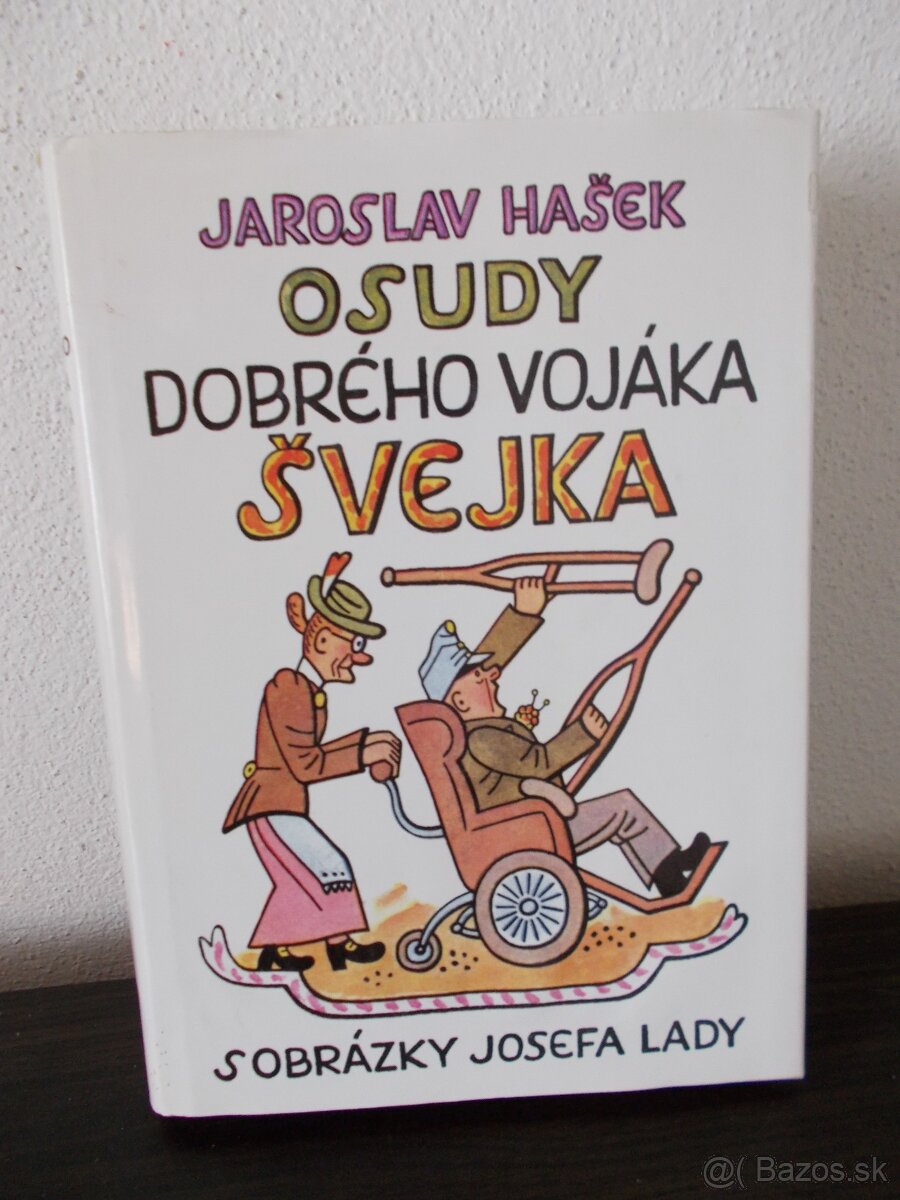 JAROSLAV HAŠEK
OSUDY
DOBRÉHO VOJÁKA
ŠVEJKA
S OBRÁZKY JOSEFA LADY
@( Bazos.sk